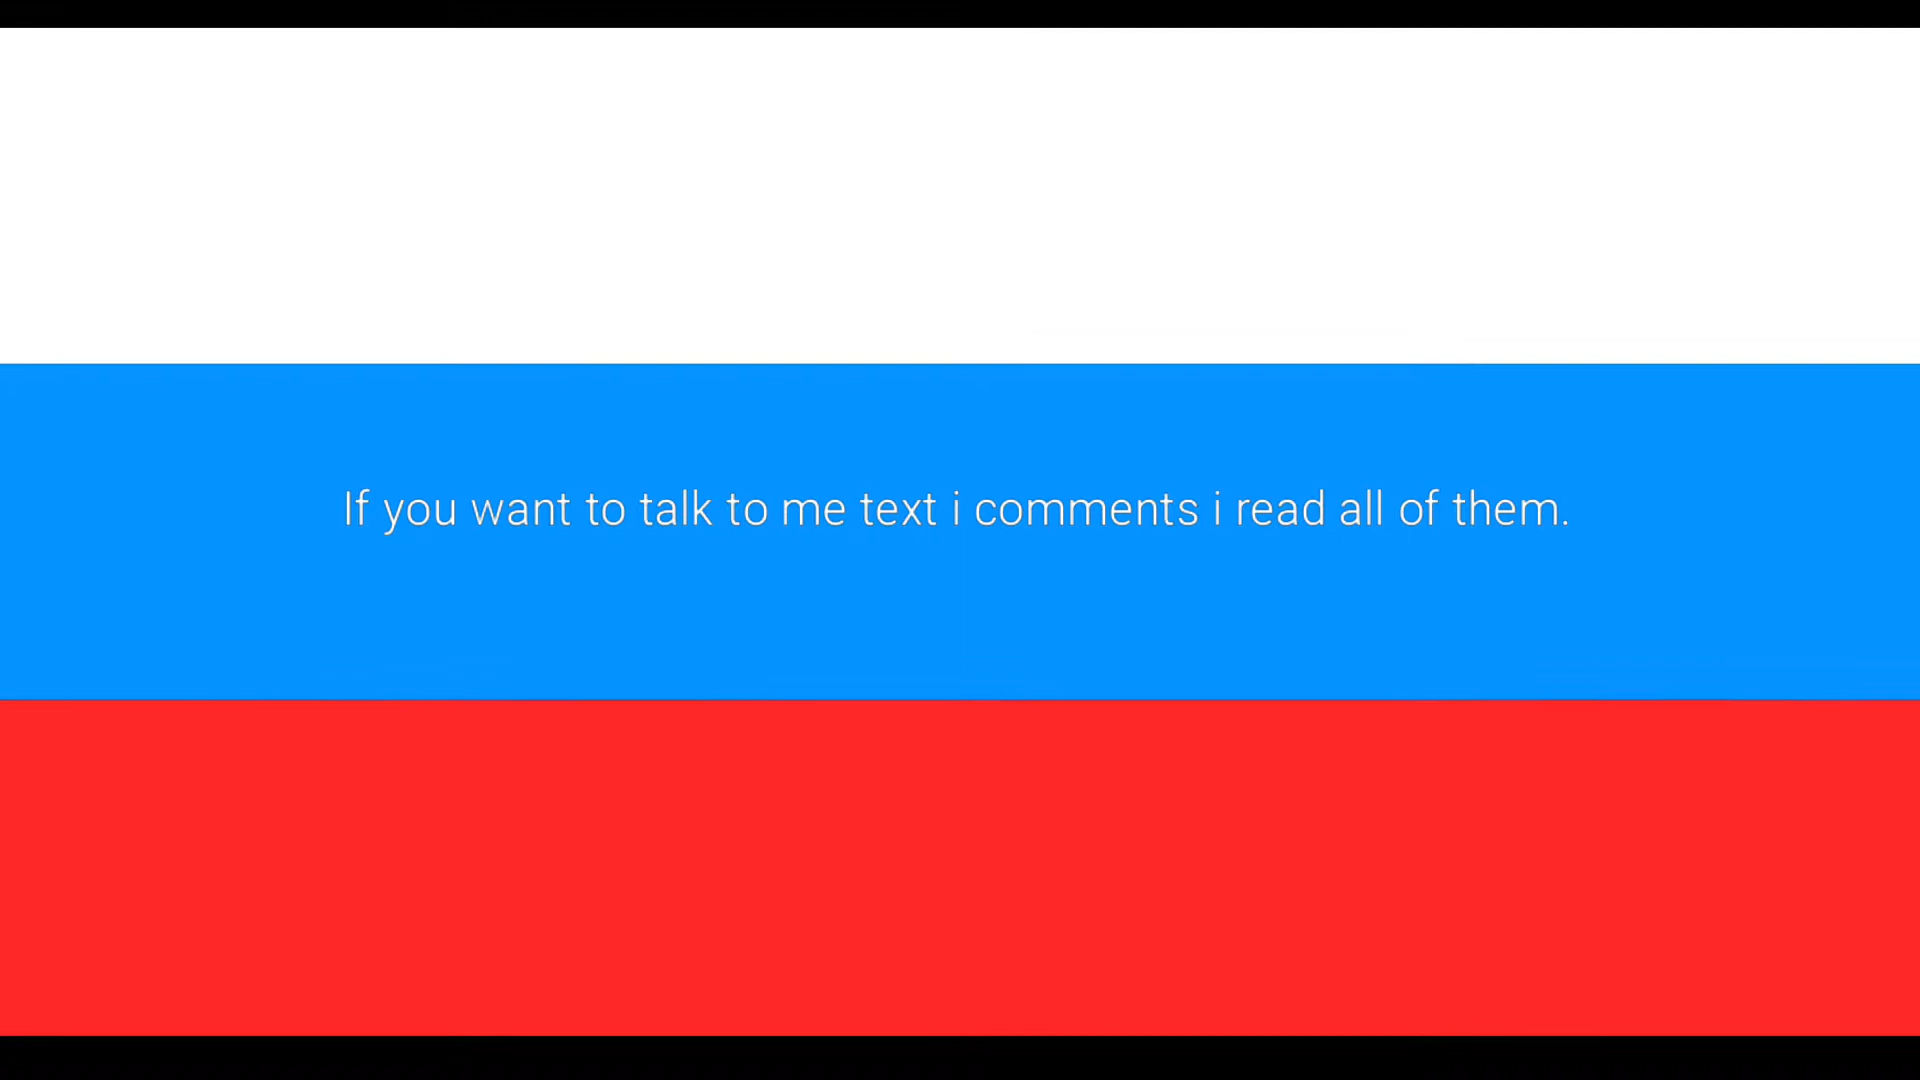 If you want to talk to me text i comments i read all of them.